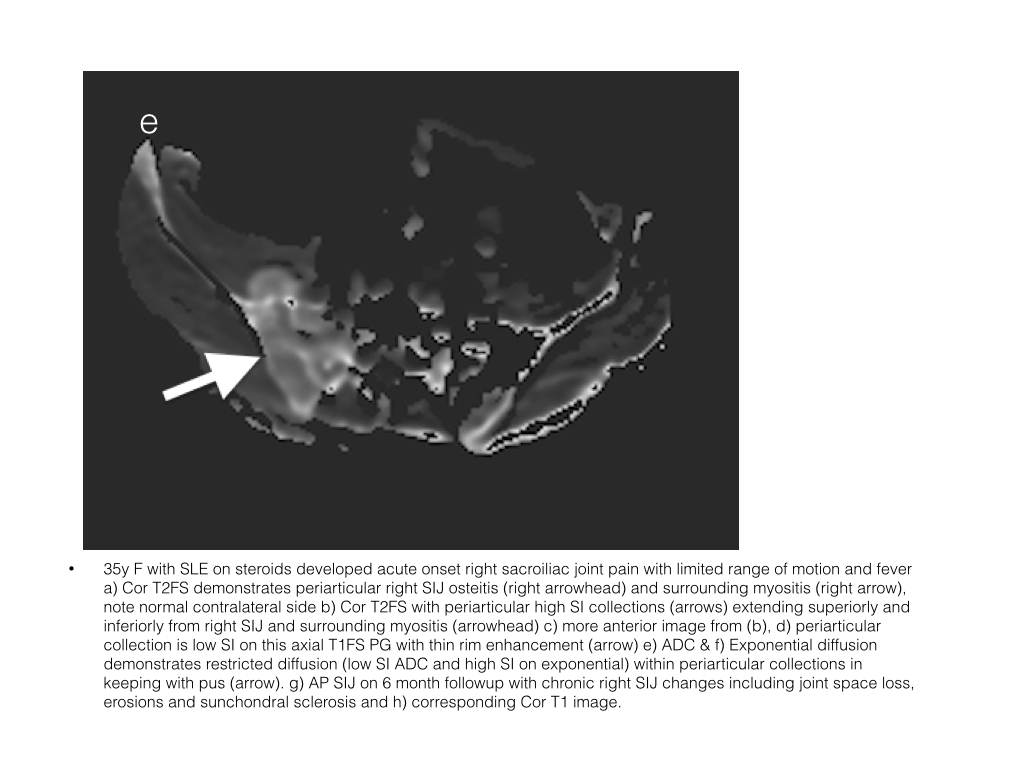 e
• 35y F with SLE on steroids developed acute onset right sacroiliac joint pain with limited range of motion and fever
a) Cor T2FS demonstrates periarticular right SIJ osteitis (right arrowhead) and surrounding myositis (right arrow),
note normal contralateral side b) Cor T2FS with periarticular high SI collections (arrows) extending superiorly and
inferiorly from right SIJ and surrounding myositis (arrowhead) c) more anterior image from (b), d) periarticular
collection is low SI on this axial T1FS PG with thin rim enhancement (arrow) e) ADC & f) Exponential diffusion
demonstrates restricted diffusion (low SI ADC and high SI on exponential) within periarticular collections in
keeping with pus (arrow). g) AP SIJ on 6 month followup with chronic right SIJ changes including joint space loss,
erosions and sunchondral sclerosis and h) corresponding Cor T1 image.